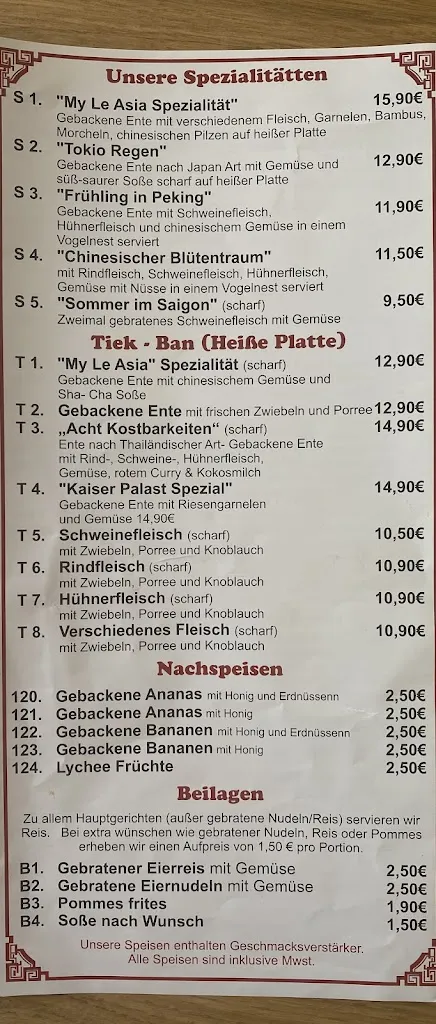 Unsere Spezialitätten
S 1. "My Le Asia Spezialität" 15,90€
Gebackene Ente mit verschiedenem Fleisch, Garnelen, Bambus,
Morcheln, chinesischen Pilzen auf heißer Platte
S 2. "Tokio Regen" 12,90€
Gebackene Ente nach Japan Art mit Gemüse und
süß-saurer Soße scharf auf heißer Platte
S 3. "Frühling in Peking" 11,90€
Gebackene Ente mit Schweinefleisch,
Hühnerfleisch und chinesischem Gemüse in einem
Vogelnest serviert
S 4. "Chinesischer Blütentraum" 11,50€
mit Rindfleisch, Schweinefleisch, Hühnerfleisch,
Gemüse mit Nüsse in einem Vogelnest serviert
S 5. "Sommer im Saigon" (scharf) 9,50€
Zweimal gebratenes Schweinefleisch mit Gemüse
Tiek - Ban (Heiße Platte)
T 1. "My Le Asia" Spezialität (scharf) 12,90€
Gebackene Ente mit chinesischem Gemüse und
Sha- Cha Soße
T 2. Gebackene Ente mit frischen Zwiebeln und Porree 12,90€
T 3. „Acht Kostbarkeiten“ (scharf) 14,90€
Ente nach Thailändischer Art- Gebackene Ente
mit Rind-, Schweine-, Hühnerfleisch,
Gemüse, rotem Curry & Kokosmilch
T 4. "Kaiser Palast Spezial" 14,90€
Gebackene Ente mit Riesengarnelen
und Gemüse 14,90€
T 5. Schweinefleisch (scharf) 10,50€
mit Zwiebeln, Porree und Knoblauch
T 6. Rindfleisch (scharf) 10,90€
mit Zwiebeln, Porree und Knoblauch
T 7. Hühnerfleisch (scharf) 10,90€
mit Zwiebeln, Porree und Knoblauch
T 8. Verschiedenes Fleisch (scharf) 10,90€
mit Zwiebeln, Porree und Knoblauch
Nachspeisen
120. Gebackene Ananas mit Honig und Erdnüssenn 2,50€
121. Gebackene Ananas mit Honig 2,50€
122. Gebackene Bananen mit Honig und Erdnüssenn 2,50€
123. Gebackene Bananen mit Honig 2,50€
124. Lychee Früchte 2,50€
Beilagen
Zu allem Hauptgerichten (außer gebratene Nudeln/Reis) servieren wir
Reis. Bei extra wünschen wie gebratener Nudeln, Reis oder Pommes
erheben wir einen Aufpreis von 1,50 € pro Portion.
B1. Gebratener Eierreis mit Gemüse 2,50€
B2. Gebratene Eiernudeln mit Gemüse 2,50€
B3. Pommes frites 1,90€
B4. Soße nach Wunsch 1,50€
Unsere Speisen enthalten Geschmacksverstärker.
Alle Speisen sind inklusive Mwst.